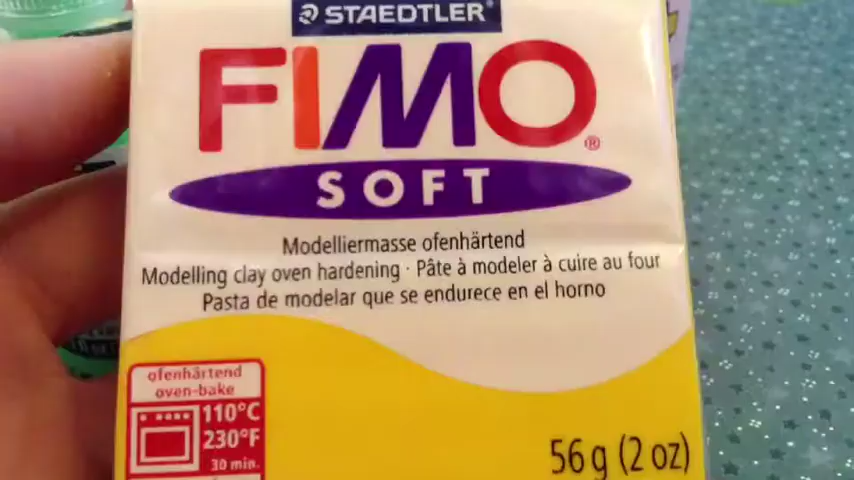 STAEDTLER®
FIMO®
SOFT
Modelliermasse ofenhärtend
Modelling clay oven hardening · Pâte à modeler à cuire au four
Pasta de modelar que se endurece en el horno
ofenhärtend
oven-bake
110°C
230°F
30 min.
56 g (2 oz)